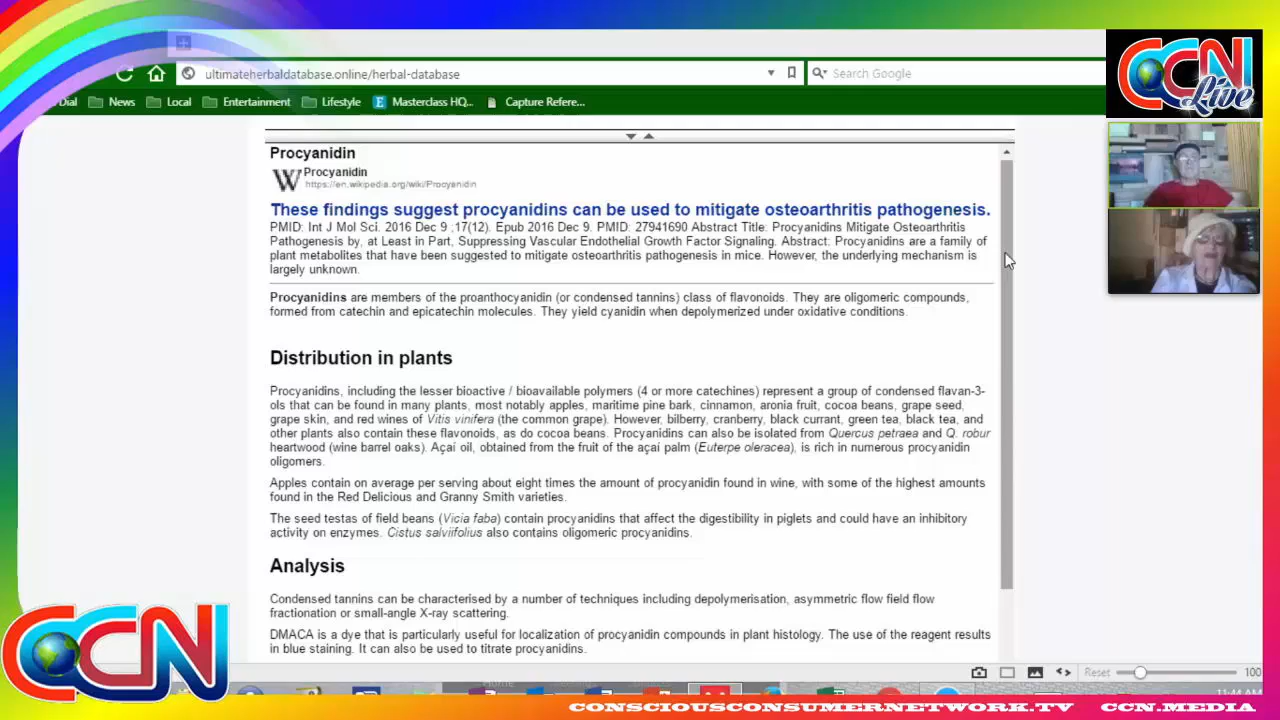 CCN
Live
ultimateherbaldatabase.online/herbal-database
Search Google
Dial
News
Local
Entertainment
Lifestyle
Masterclass HQ...
Capture Refere...
Procyanidin
W Procyanidin
https://en.wikipedia.org/wiki/Procyanidin
These findings suggest procyanidins can be used to mitigate osteoarthritis pathogenesis.
PMID: Int J Mol Sci. 2016 Dec 9 ;17(12). Epub 2016 Dec 9. PMID: 27941690 Abstract Title: Procyanidins Mitigate Osteoarthritis
Pathogenesis by, at Least in Part, Suppressing Vascular Endothelial Growth Factor Signaling. Abstract: Procyanidins are a family of
plant metabolites that have been suggested to mitigate osteoarthritis pathogenesis in mice. However, the underlying mechanism is
largely unknown.
Procyanidins are members of the proanthocyanidin (or condensed tannins) class of flavonoids. They are oligomeric compounds,
formed from catechin and epicatechin molecules. They yield cyanidin when depolymerized under oxidative conditions.
Distribution in plants
Procyanidins, including the lesser bioactive / bioavailable polymers (4 or more catechines) represent a group of condensed flavan-3-
ols that can be found in many plants, most notably apples, maritime pine bark, cinnamon, aronia fruit, cocoa beans, grape seed,
grape skin, and red wines of Vitis vinifera (the common grape). However, bilberry, cranberry, black currant, green tea, black tea, and
other plants also contain these flavonoids, as do cocoa beans. Procyanidins can also be isolated from Quercus petraea and Q. robur
heartwood (wine barrel oaks). Açaí oil, obtained from the fruit of the açaí palm (Euterpe oleracea), is rich in numerous procyanidin
oligomers.
Apples contain on average per serving about eight times the amount of procyanidin found in wine, with some of the highest amounts
found in the Red Delicious and Granny Smith varieties.
The seed testas of field beans (Vicia faba) contain procyanidins that affect the digestibility in piglets and could have an inhibitory
activity on enzymes. Cistus salviifolius also contains oligomeric procyanidins.
Analysis
Condensed tannins can be characterised by a number of techniques including depolymerisation, asymmetric flow field flow
fractionation or small-angle X-ray scattering.
DMACA is a dye that is particularly useful for localization of procyanidin compounds in plant histology. The use of the reagent results
in blue staining. It can also be used to titrate procyanidins.
CCN
Reset
100
11:44 AM
CONSCIOUSCONSUMERNETWORK.TV CCN.MEDIA